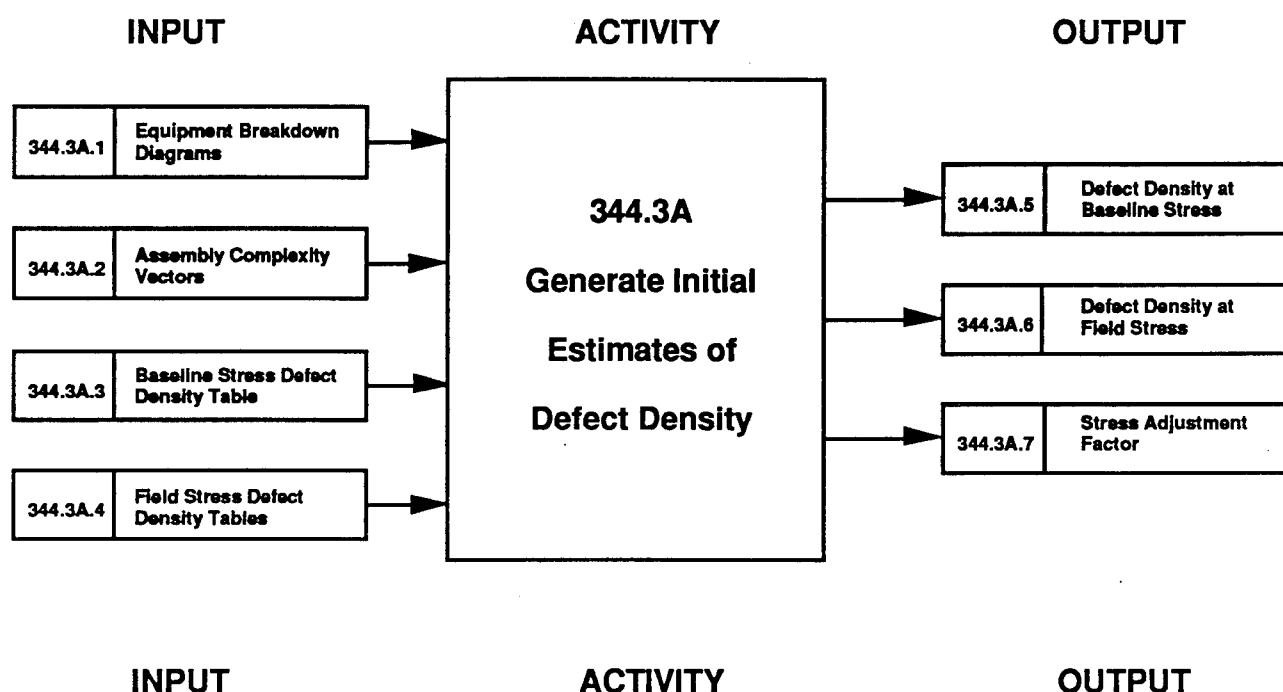 INPUT
ACTIVITY
OUTPUT
344.3A.1
Equipment Breakdown
Diagrams
344.3A.2
Assembly Complexity
Vectors
344.3A.3
Baseline Stress Defect
Density Table
344.3A.4
Field Stress Defect
Density Tables
344.3A
Generate Initial
Estimates of
Defect Density
344.3A.5
Defect Density at
Baseline Stress
344.3A.6
Defect Density at
Field Stress
344.3A.7
Stress Adjustment
Factor
INPUT
ACTIVITY
OUTPUT